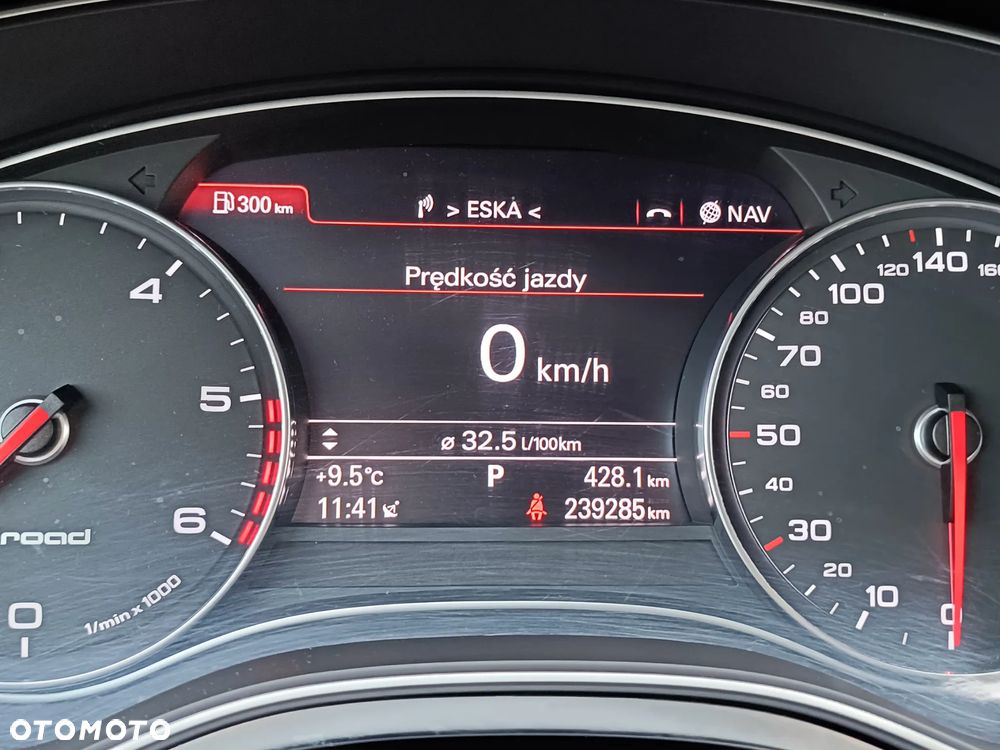 300 km
> ESKA <
NAV
Prędkość jazdy
0 km/h
ø 32.5 L/100km
+9.5°C
P
428.1 km
11:41
239285 km
4
5
6
0
road
1/min x 1000
160
140
120
100
80
70
60
50
40
30
20
10
0
OTOMOTO